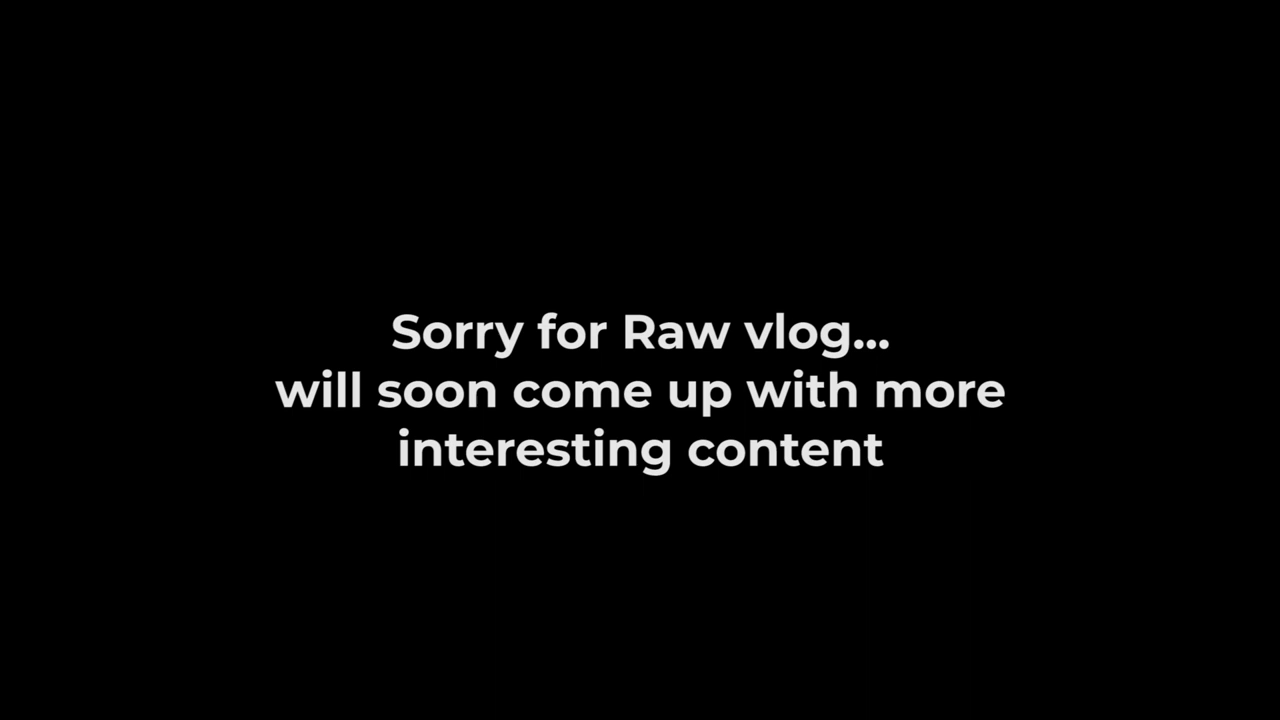 Sorry for Raw vlog...
will soon come up with more
interesting content